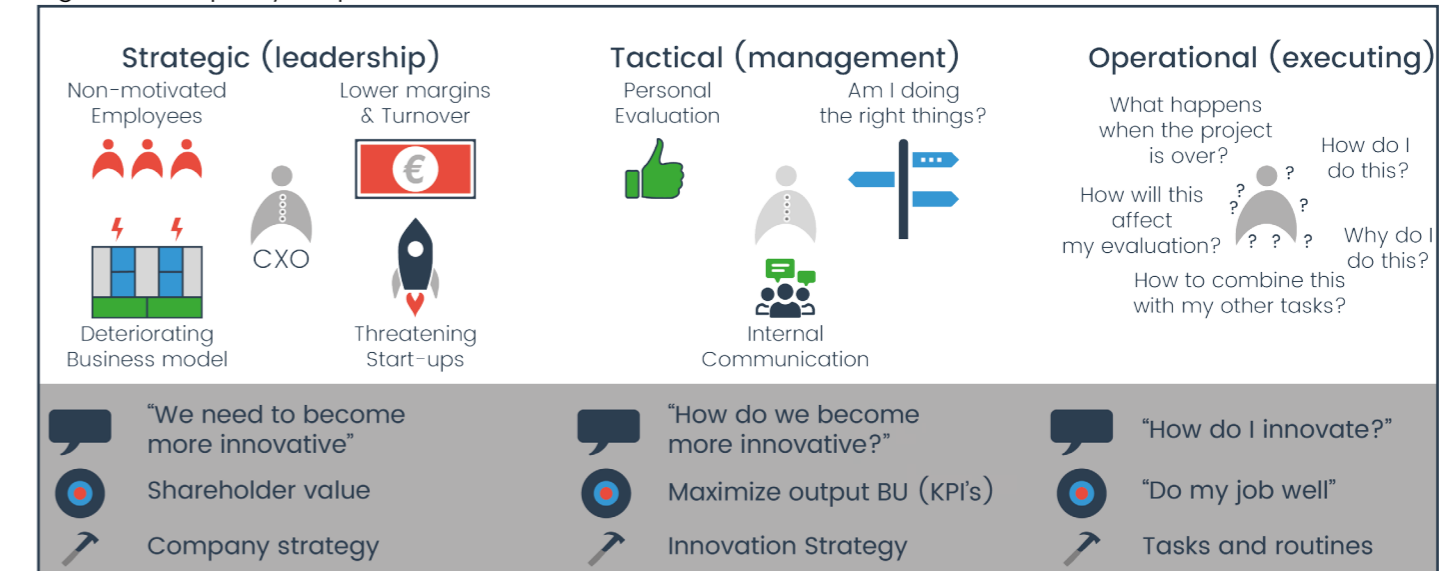 Strategic (leadership)
Non-motivated
Employees
Lower margins
& Turnover
€
CXO
Deteriorating
Business model
Threatening
Start-ups
Tactical (management)
Personal
Evaluation
Am I doing
the right things?
Internal
Communication
Operational (executing)
What happens
when the project
is over?
How do I
do this?
How will this
affect
my evaluation?
Why do I
do this?
How to combine this
with my other tasks?
?
?
?
?
?
?
?
“We need to become
more innovative”
“How do we become
more innovative?”
“How do I innovate?”
Shareholder value
Maximize output BU (KPI’s)
“Do my job well”
Company strategy
Innovation Strategy
Tasks and routines